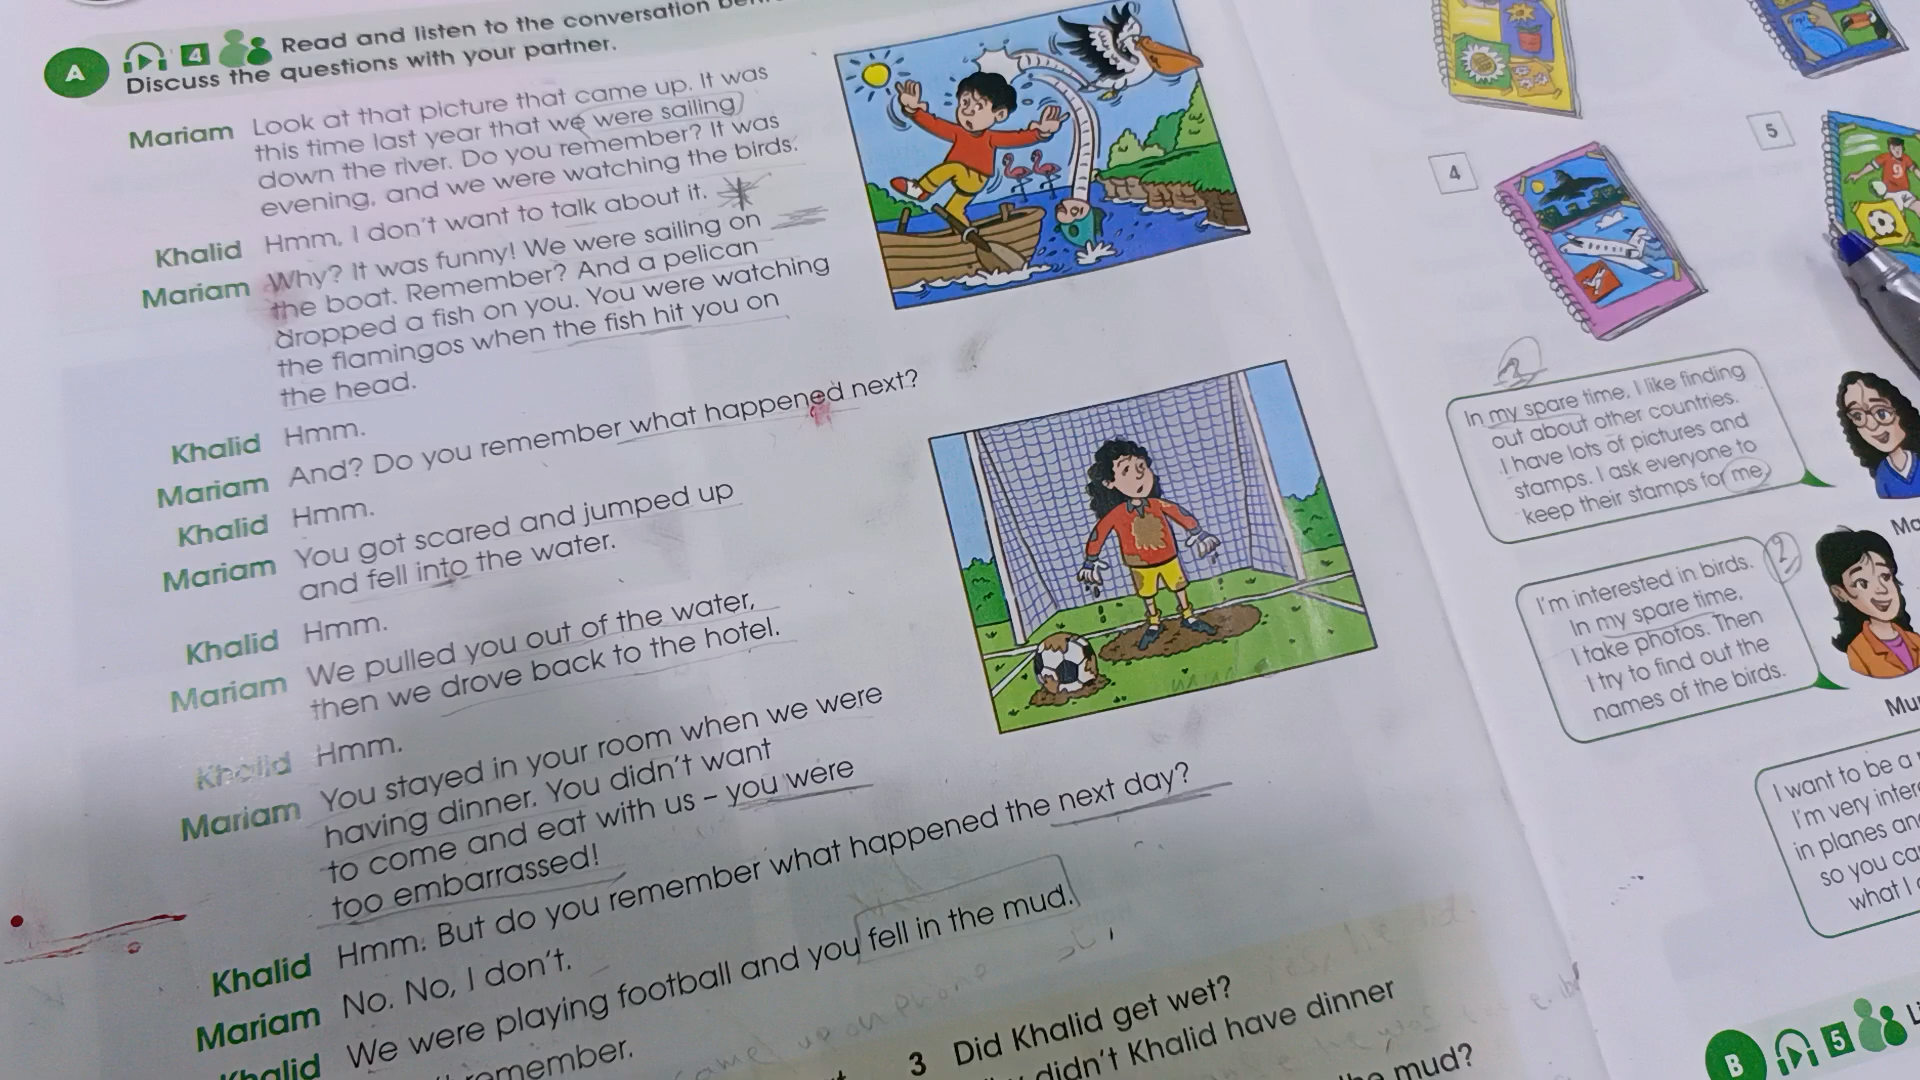 A
4
Read and listen to the conversation
Discuss the questions with your partner.
Mariam Look at that picture that came up. It was
this time last year that we were sailing
down the river. Do you remember? It was
evening, and we were watching the birds.
Khalid Hmm, I don't want to talk about it.
Mariam Why? It was funny! We were sailing on
the boat. Remember? And a pelican
dropped a fish on you. You were watching
the flamingos when the fish hit you on
the head.
Khalid Hmm.
Mariam And? Do you remember what happened next?
Khalid Hmm.
Mariam You got scared and jumped up
and fell into the water.
Khalid Hmm.
Mariam We pulled you out of the water,
then we drove back to the hotel.
Khalid Hmm.
Mariam You stayed in your room when we were
having dinner. You didn't want
to come and eat with us – you were
too embarrassed!
Khalid Hmm. But do you remember what happened the next day?
Mariam No. No, I don't.
Khalid We were playing football and you fell in the mud.
remember.
3 Did Khalid get wet?
didn't Khalid have dinner
mud?
4
5
9
2
In my spare time, I like finding
out about other countries.
I have lots of pictures and
stamps. I ask everyone to
keep their stamps for me.
2
I'm interested in birds.
In my spare time,
I take photos. Then
I try to find out the
names of the birds.
I want to be a
I'm very
in planes
so you
what I
B
5